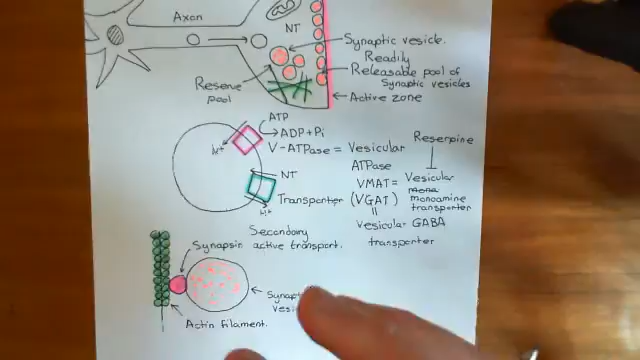 Axon
NT
Synaptic vesicle.
Readily
Releasable pool of
Synaptic vesicles
Reserve
pool
Active zone
ATP
ADP+Pi
H+
V-ATPase = Vesicular
ATPase
Reserpine
NT
Transporter
H+
VMAT = Vesicular
monoamine
transporter
(VGAT)
=
vesicular GABA
transporter
Secondary
active transport.
Synapsin
Actin filament.